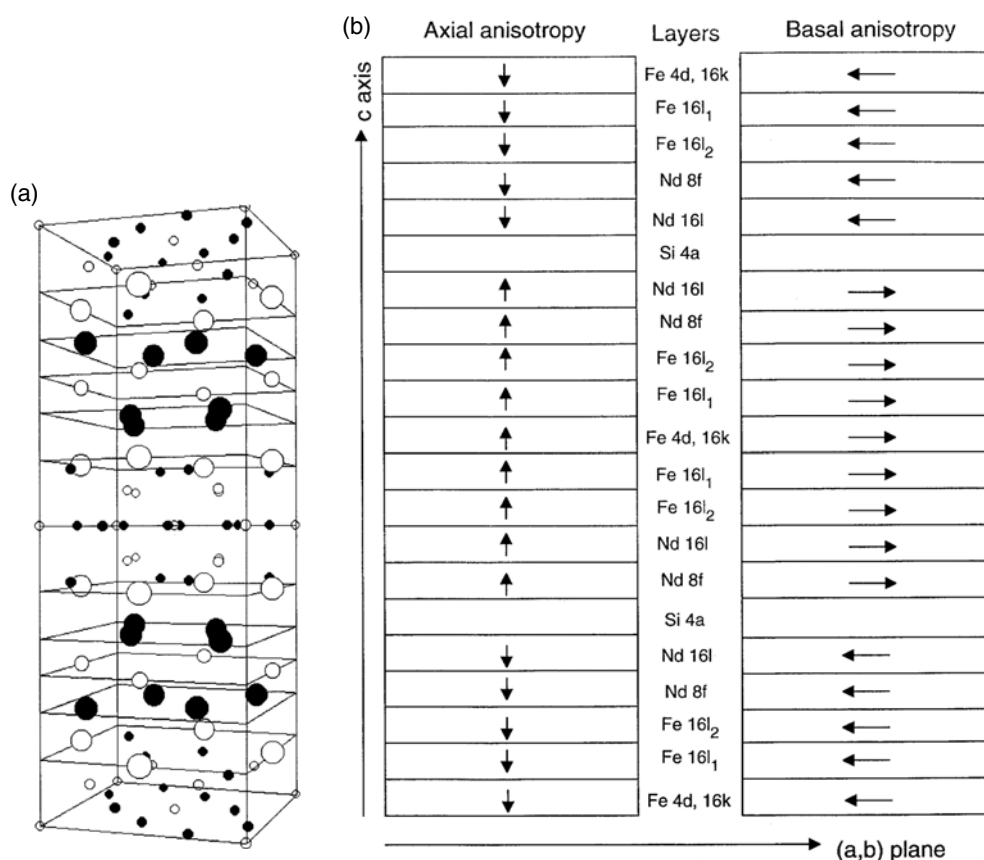 (a)
(b)
Axial anisotropy Layers Basal anisotropy
c axis
Fe 4d, 16k
Fe 16l1
Fe 16l2
Nd 8f
Nd 16l
Si 4a
Nd 16l
Nd 8f
Fe 16l2
Fe 16l1
Fe 4d, 16k
Fe 16l1
Fe 16l2
Nd 16l
Nd 8f
Si 4a
Nd 16l
Nd 8f
Fe 16l2
Fe 16l1
Fe 4d, 16k
(a,b) plane